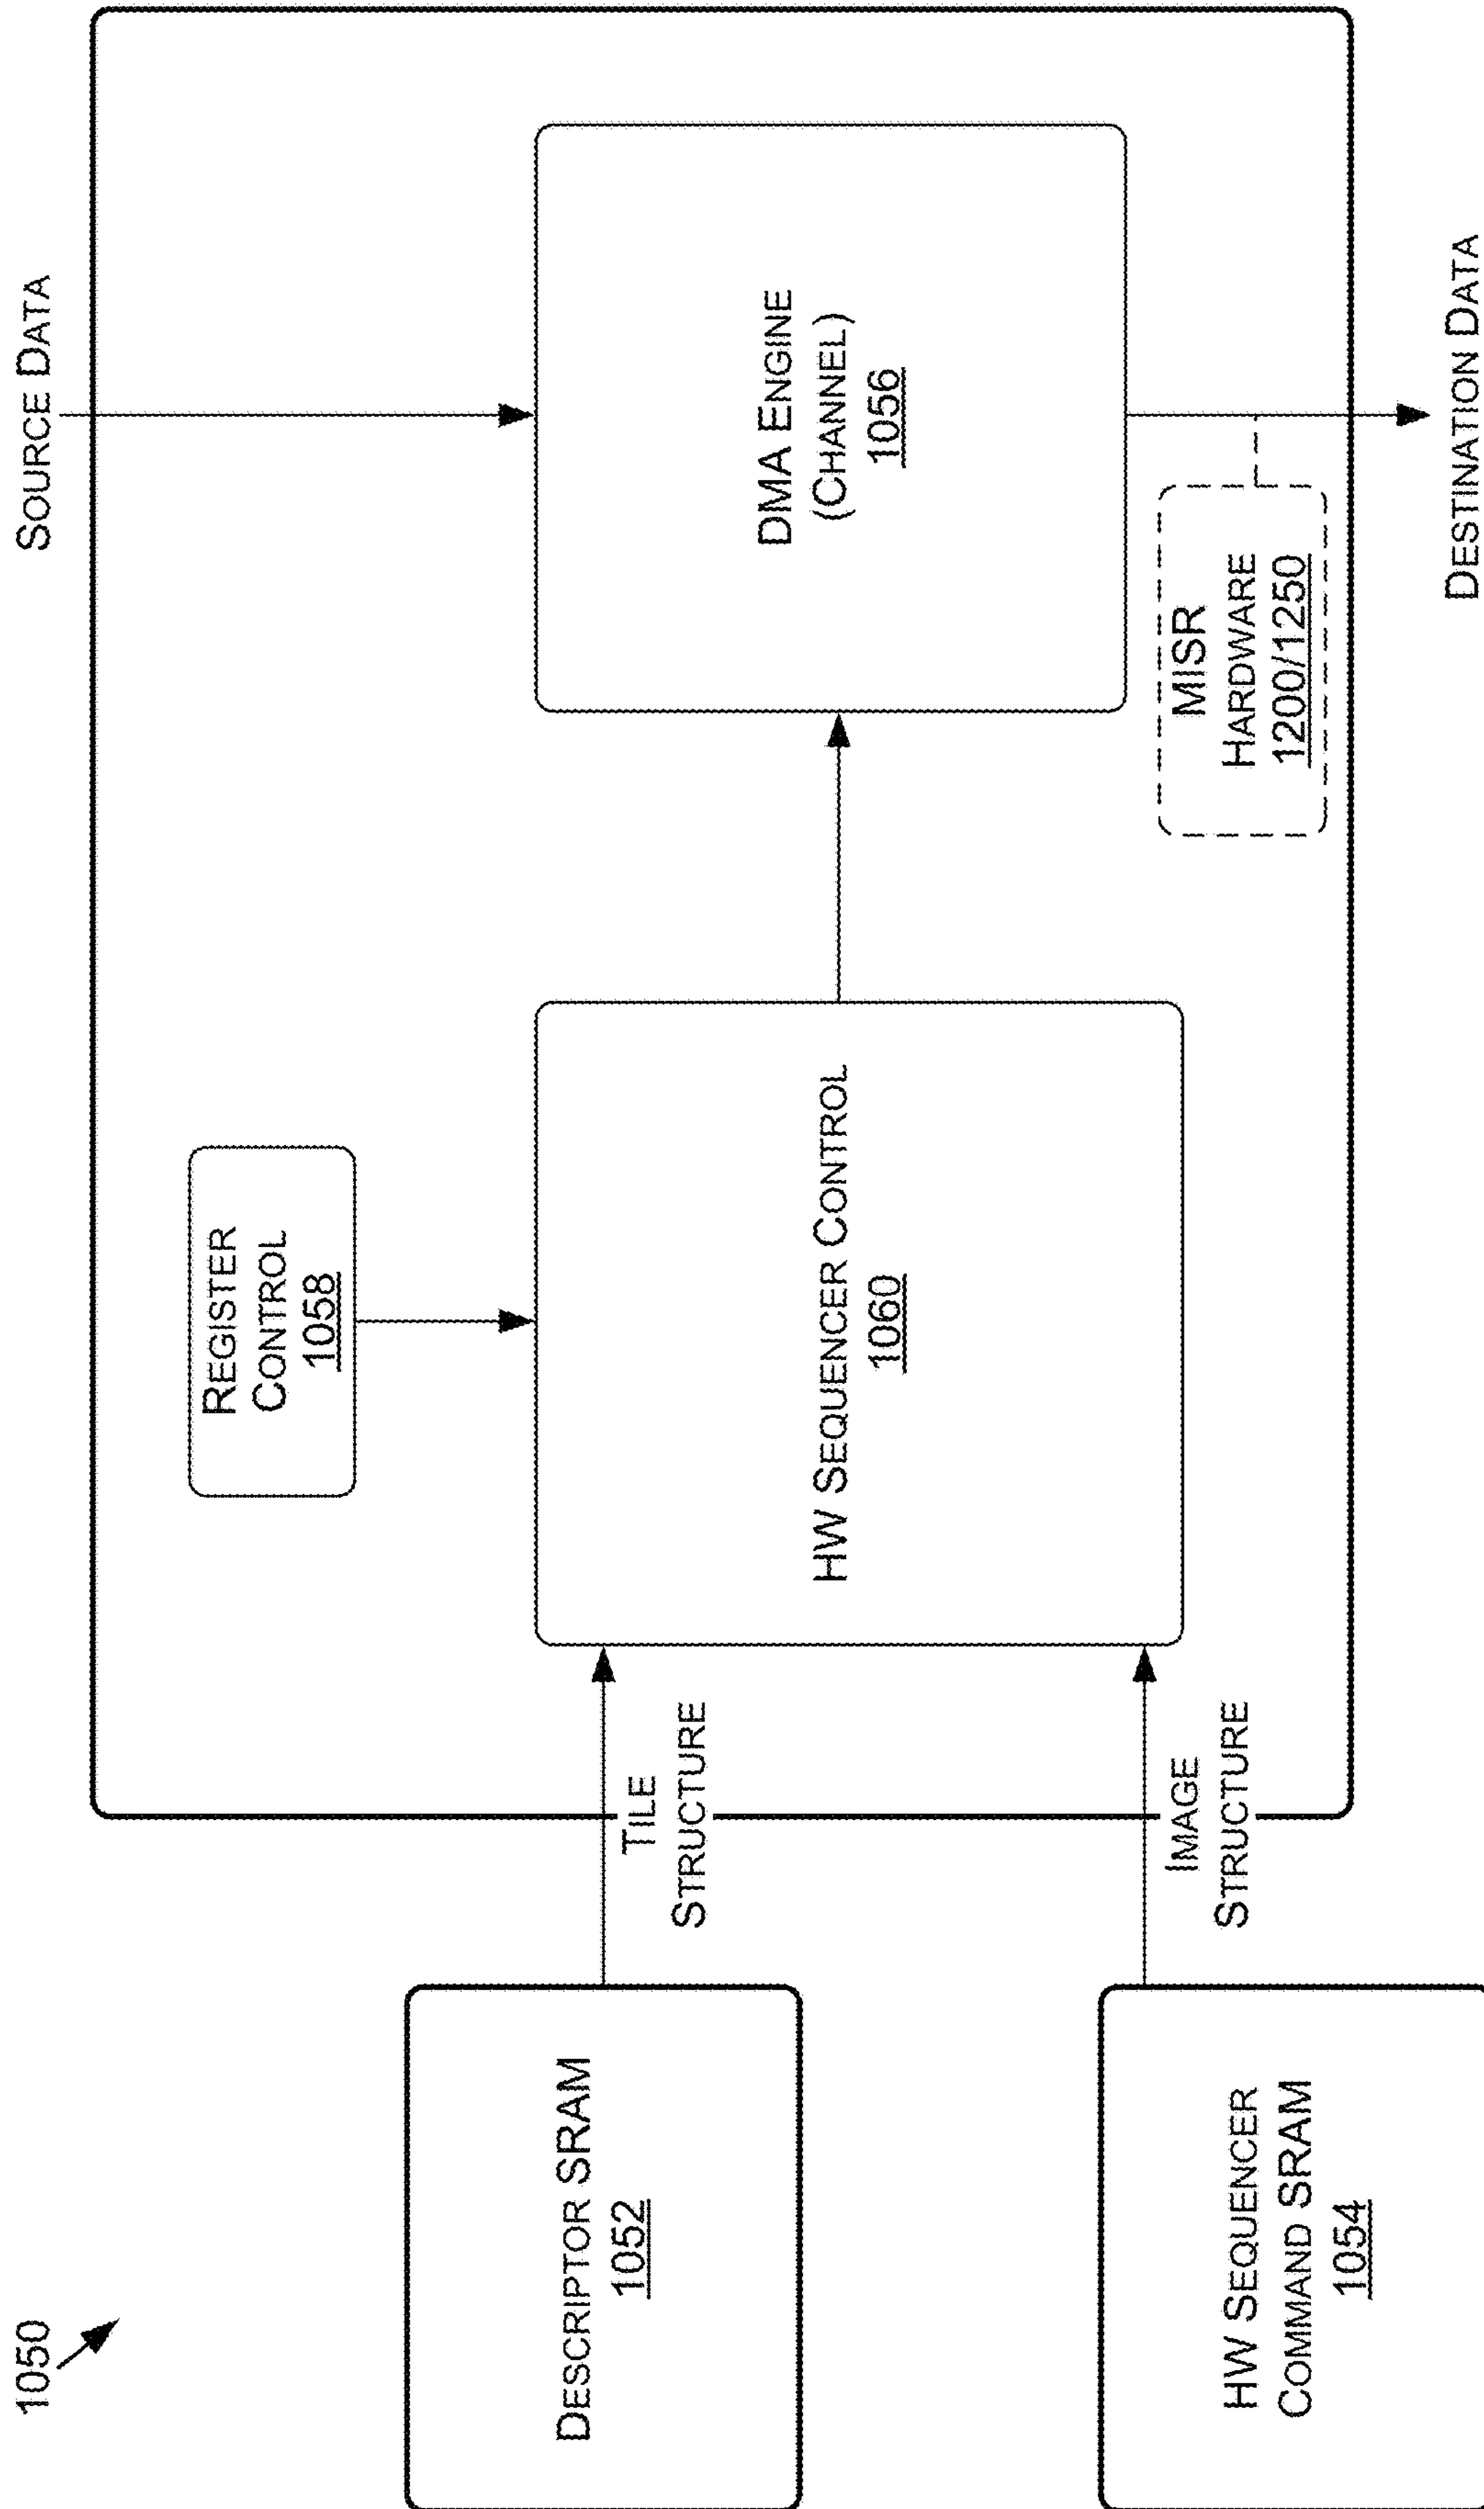 1050
SOURCE DATA
REGISTER
CONTROL
1058
DESCRIPTOR SRAM
1052
TILE
STRUCTURE
HW SEQUENCER CONTROL
1060
DMA ENGINE
(CHANNEL)
1056
HW SEQUENCER
COMMAND SRAM
1054
IMAGE
STRUCTURE
MISR
HARDWARE
1200/1250
DESTINATION DATA